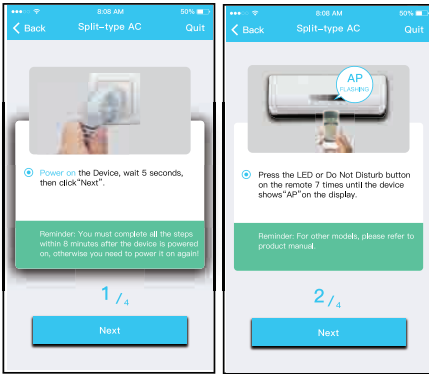 8:08 AM
50%
Back
Split-type AC
Quit
Power on the Device, wait 5 seconds,
then click"Next".
Reminder: You must complete all the steps
within 8 minutes after the device is powered
on, otherwise you need to power it on again!
1/4
Next
8:08 AM
50%
Back
Split-type AC
Quit
AP
FLASHING
Press the LED or Do Not Disturb button
on the remote 7 times until the device
shows"AP"on the display.
Reminder: For other models, please refer to
product manual.
2/4
Next